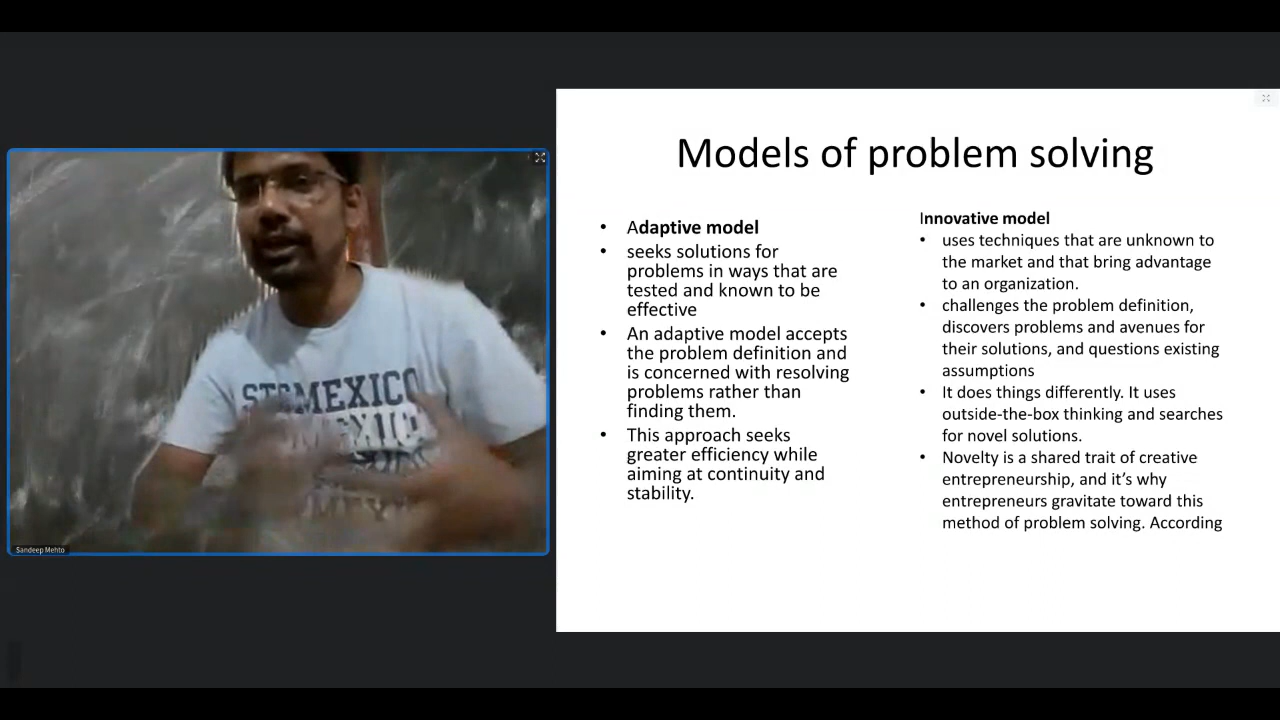 Models of problem solving
• Adaptive model
• seeks solutions for
problems in ways that are
tested and known to be
effective
• An adaptive model accepts
the problem definition and
is concerned with resolving
problems rather than
finding them.
• This approach seeks
greater efficiency while
aiming at continuity and
stability.
Innovative model
• uses techniques that are unknown to
the market and that bring advantage
to an organization.
• challenges the problem definition,
discovers problems and avenues for
their solutions, and questions existing
assumptions
• It does things differently. It uses
outside-the-box thinking and searches
for novel solutions.
• Novelty is a shared trait of creative
entrepreneurship, and it’s why
entrepreneurs gravitate toward this
method of problem solving. According
MEXICO
Sandeep Mehto